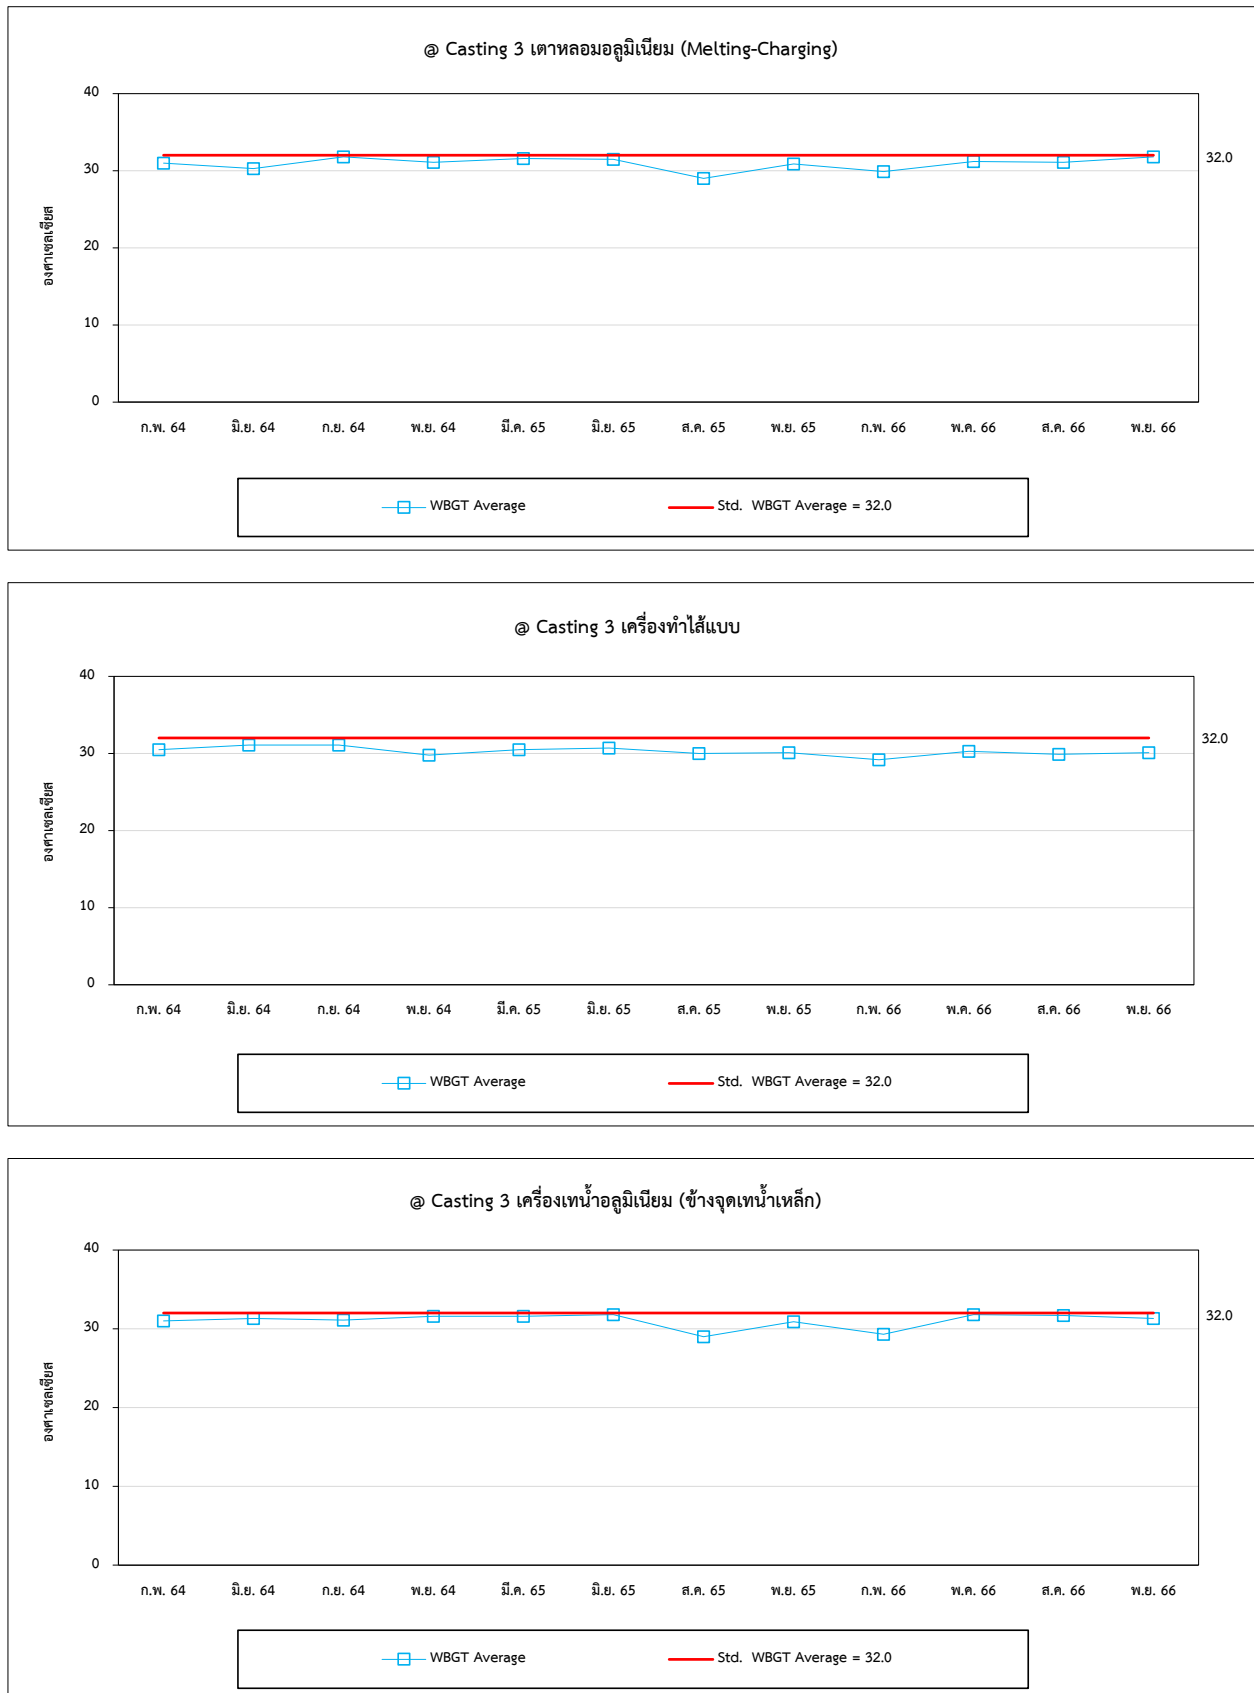 @ Casting 3 เตาหลอมอลูมิเนียม (Melting-Charging)
40
30
20
10
0
องศาเซลเซียส
32.0
ก.พ. 64 มิ.ย. 64 ก.ย. 64 พ.ย. 64 มี.ค. 65 มิ.ย. 65 ส.ค. 65 พ.ย. 65 ก.พ. 66 พ.ค. 66 ส.ค. 66 พ.ย. 66
WBGT Average Std. WBGT Average = 32.0
@ Casting 3 เครื่องทำไส้แบบ
40
30
20
10
0
องศาเซลเซียส
32.0
ก.พ. 64 มิ.ย. 64 ก.ย. 64 พ.ย. 64 มี.ค. 65 มิ.ย. 65 ส.ค. 65 พ.ย. 65 ก.พ. 66 พ.ค. 66 ส.ค. 66 พ.ย. 66
WBGT Average Std. WBGT Average = 32.0
@ Casting 3 เครื่องเทน้ำอลูมิเนียม (ข้างจุดเทน้ำเหล็ก)
40
30
20
10
0
องศาเซลเซียส
32.0
ก.พ. 64 มิ.ย. 64 ก.ย. 64 พ.ย. 64 มี.ค. 65 มิ.ย. 65 ส.ค. 65 พ.ย. 65 ก.พ. 66 พ.ค. 66 ส.ค. 66 พ.ย. 66
WBGT Average Std. WBGT Average = 32.0